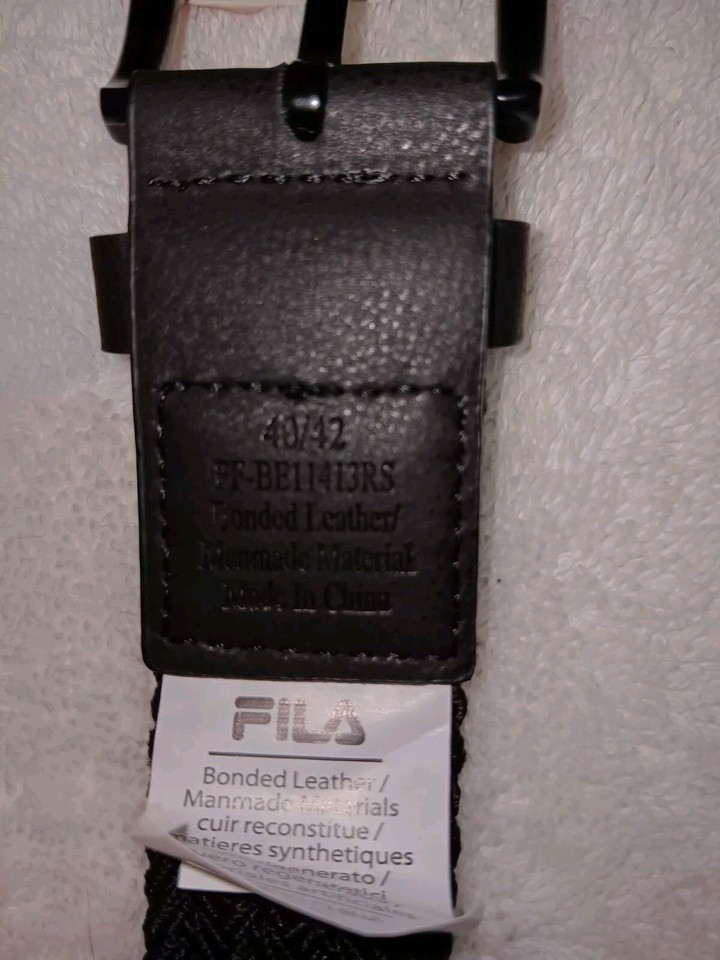 40/42
FF-BE11413RS
Bonded Leather/
Manmade Material
Made In China
FILA
Bonded Leather /
Manmade Materials
cuir reconstitue /
matieres synthetiques
/
artificiales